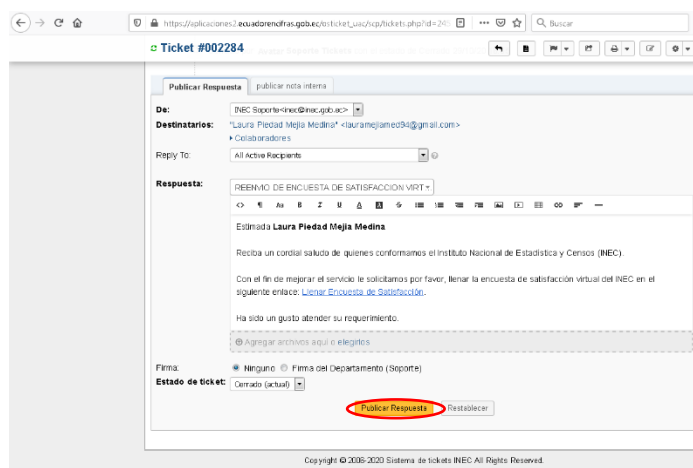 https://aplicaciones2.ecuadorencifras.gob.ec/osticket_uac/scp/tickets.php?id=249
Buscar
Ticket #002284
Publicar Respuesta publicar nota interna
De: INEC Soporte<inec@inec.gob.ec>
Destinatarios: "Laura Piedad Mejia Medina" <lauramejiamed94@gmail.com>
Colaboradores
Reply To: All Active Recipients
Respuesta: REENVIO DE ENCUESTA DE SATISFACCION VIRT
Estimada Laura Piedad Mejia Medina
Reciba un cordial saludo de quienes conformamos el Instituto Nacional de Estadística y Censos (INEC).
Con el fin de mejorar el servicio le solicitamos por favor, llenar la encuesta de satisfacción virtual del INEC en el
siguiente enlace: Llenar Encuesta de Satisfacción.
Ha sido un gusto atender su requerimiento.
Agregar archivos aquí o elegirlos
Firma: Ninguno Firma del Departamento (Soporte)
Estado de ticket: Cerrado (actual)
Publicar Respuesta Restablecer
Copyright © 2006-2020 Sistema de tickets INEC All Rights Reserved.